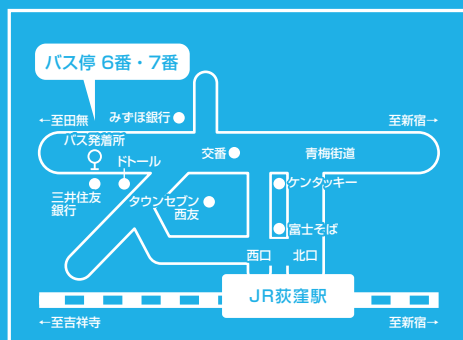 バス停 6番・7番
←至田無
みずほ銀行
至新宿→
バス発着所
交番
青梅街道
ドトール
三井住友
銀行
タウンセブン
西友
ケンタッキー
富士そば
西口
北口
JR荻窪駅
←至吉祥寺
至新宿→